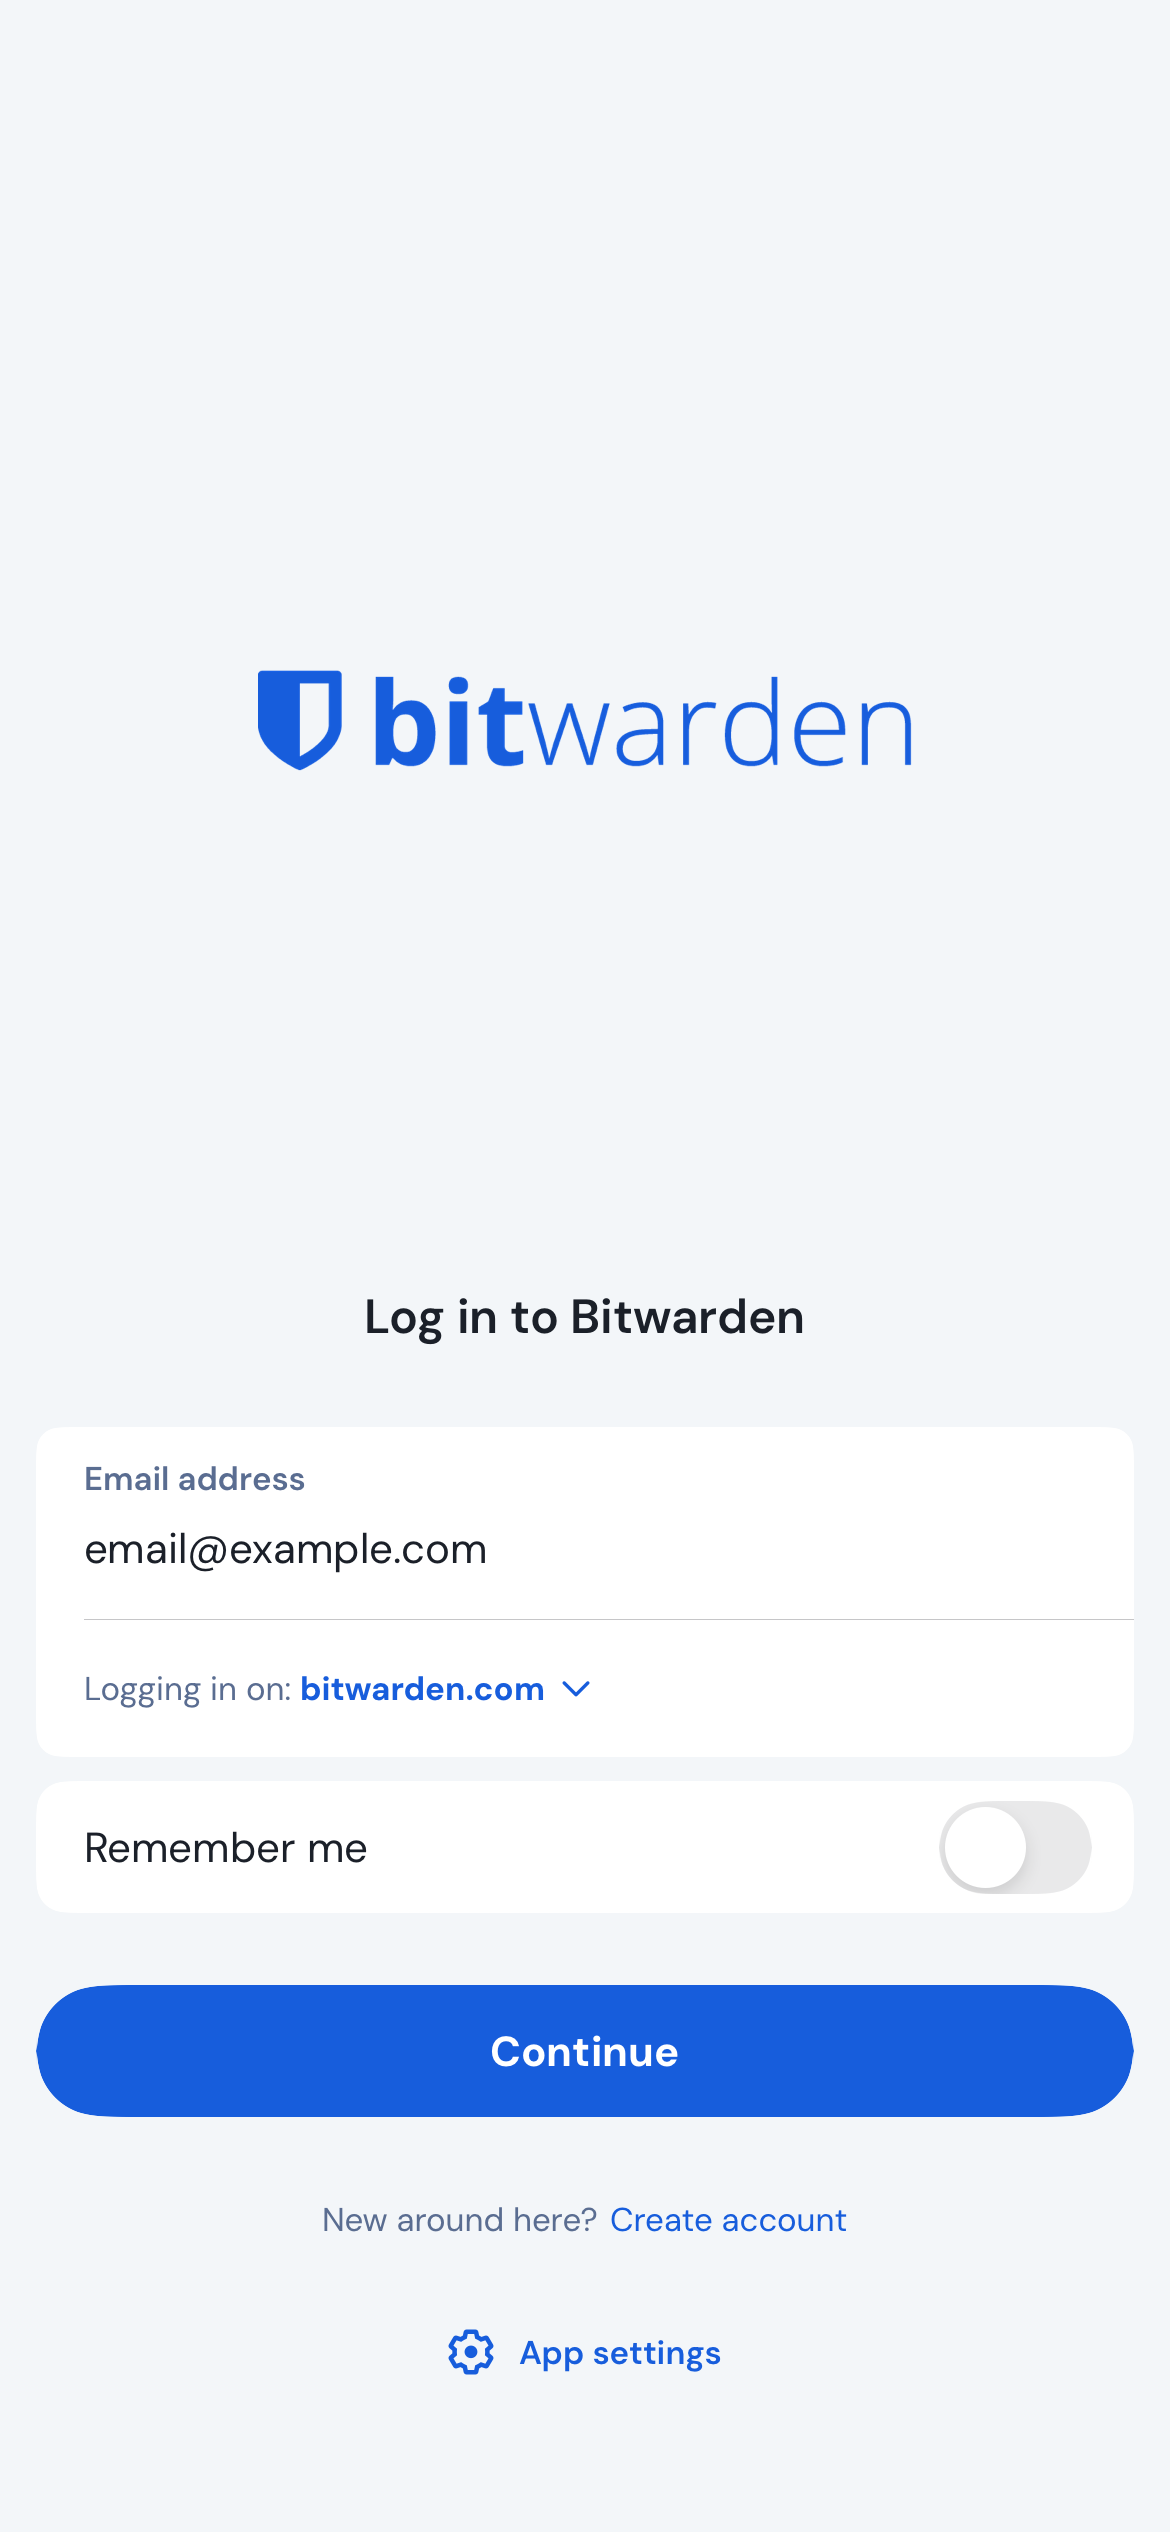 bitwarden
Log in to Bitwarden
Email address
email@example.com
Logging in on: bitwarden.com
Remember me
Continue
New around here? Create account
App settings